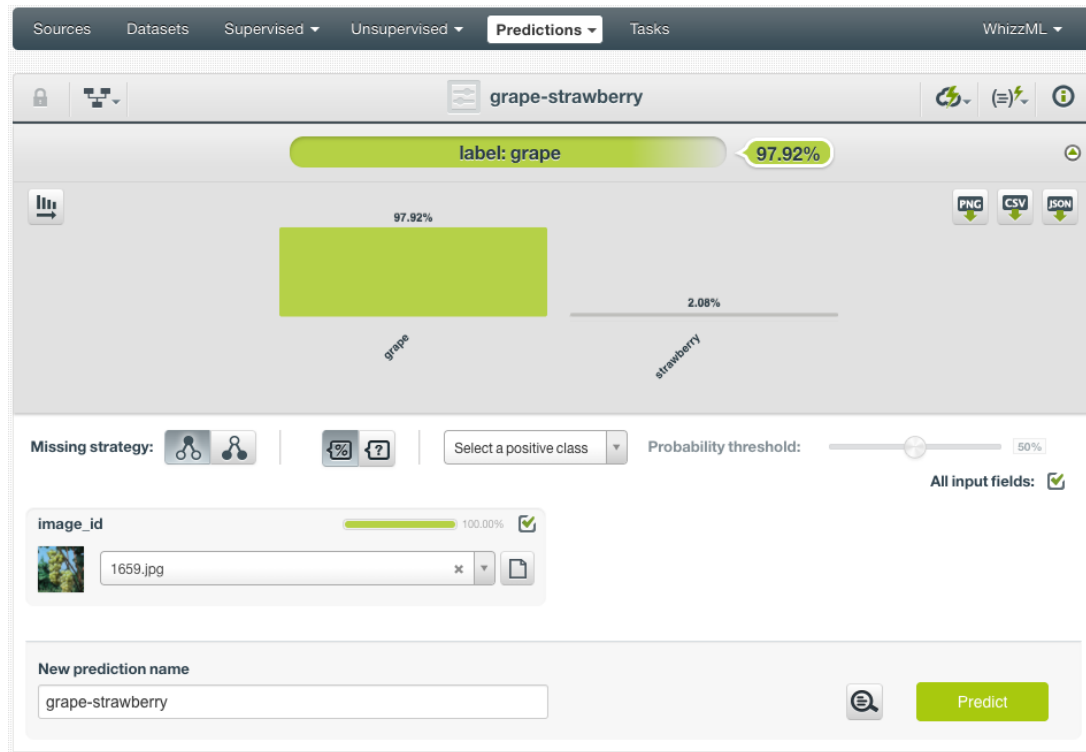 Sources Datasets Supervised Unsupervised Predictions Tasks WhizzML
grape-strawberry
label: grape 97.92%
PNG CSV JSON
97.92%
2.08%
grape
strawberry
Missing strategy: % ? Select a positive class Probability threshold: 50%
All input fields:
image_id 100.00%
1659.jpg
New prediction name
grape-strawberry
Predict